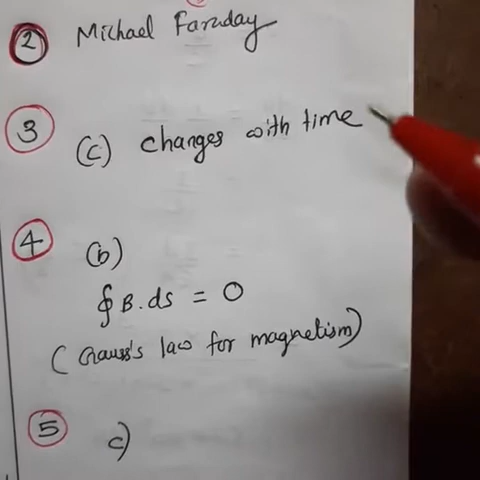 2 Michael Faraday
3 (c) changes with time
4 (b)
∮ B. ds = 0
(Gauss's law for magnetism)
5 c)